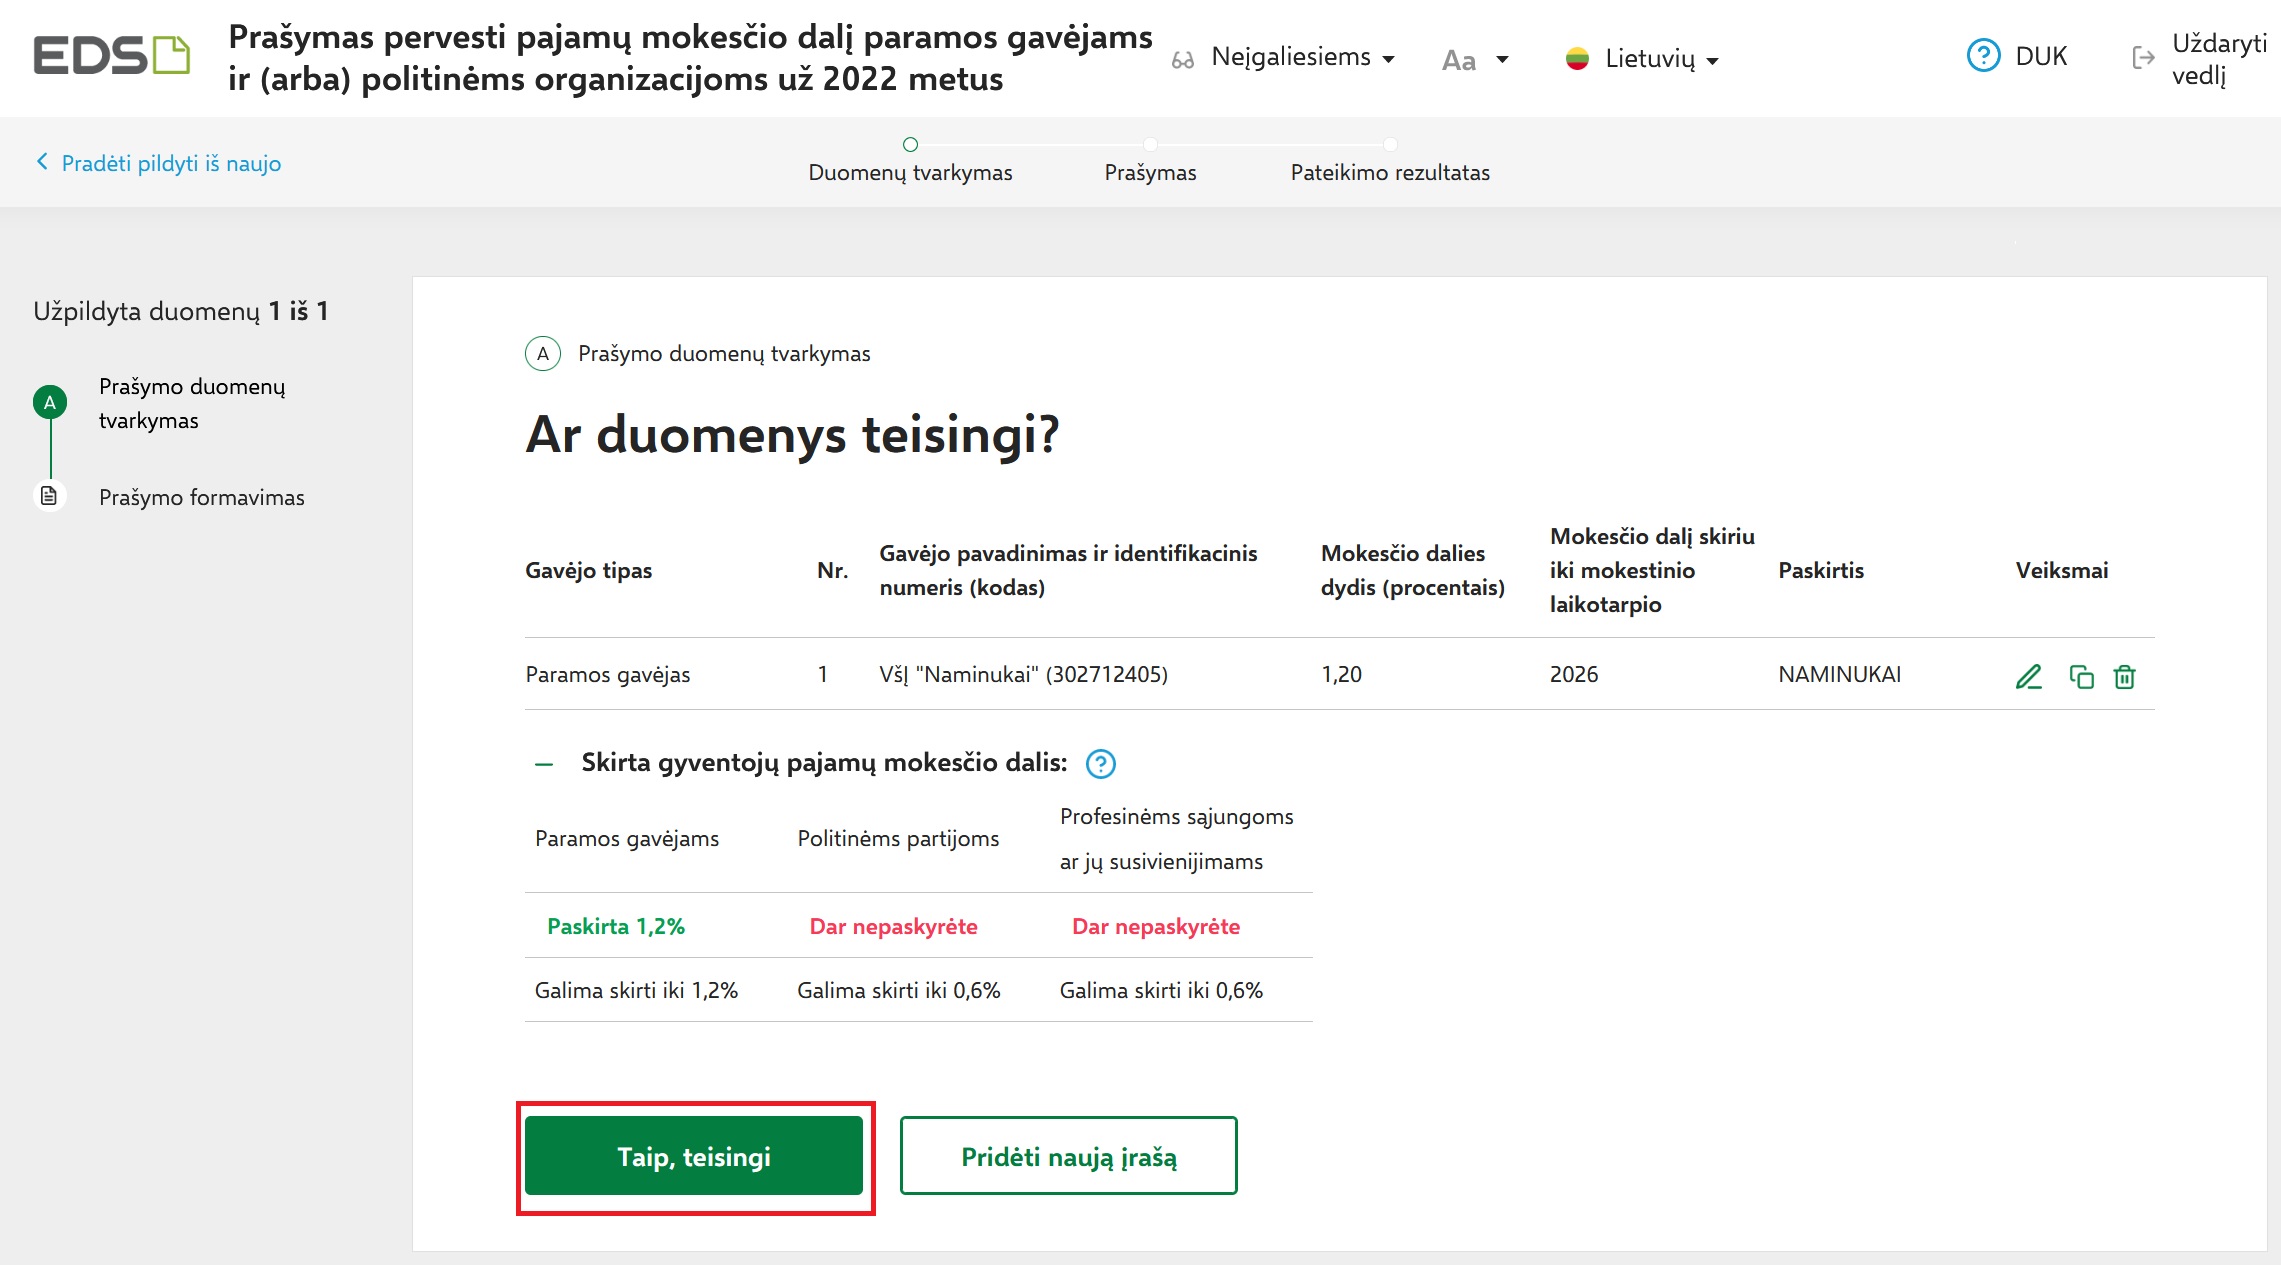 EDS
Prašymas pervesti pajamų mokesčio dalį paramos gavėjams
ir (arba) politinėms organizacijoms už 2022 metus
Neįgaliesiems
Aa
Lietuvių
? DUK
Uždaryti
vedlį
Pradėti pildyti iš naujo
Duomenų tvarkymas
Prašymas
Pateikimo rezultatas
Užpildyta duomenų 1 iš 1
A
Prašymo duomenų
tvarkymas
Prašymo formavimas
A Prašymo duomenų tvarkymas
Ar duomenys teisingi?
Gavėjo tipas
Nr.
Gavėjo pavadinimas ir identifikacinis
numeris (kodas)
Mokesčio dalies
dydis (procentais)
Mokesčio dalį skiriu
iki mokestinio
laikotarpio
Paskirtis
Veiksmai
Paramos gavėjas 1 VšĮ "Naminukai" (302712405) 1,20 2026 NAMINUKAI
Skirta gyventojų pajamų mokesčio dalis: ?
Paramos gavėjams
Politinėms partijoms
Profesinėms sąjungoms
ar jų susivienijimams
Paskirta 1,2% Dar nepaskyrėte Dar nepaskyrėte
Galima skirti iki 1,2% Galima skirti iki 0,6% Galima skirti iki 0,6%
Taip, teisingi
Pridėti naują įrašą